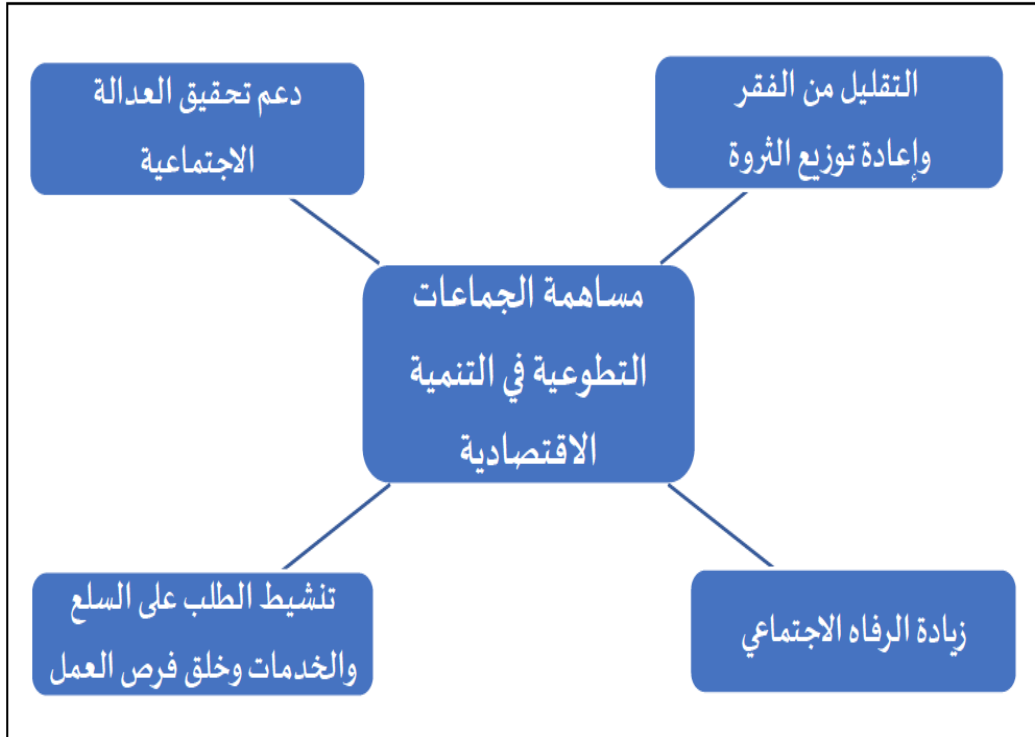 التقليل من الفقر
وإعادة توزيع الثروة
دعم تحقيق العدالة
الاجتماعية
مساهمة الجماعات
التطوعية في التنمية
الاقتصادية
زيادة الرفاه الاجتماعي
تنشيط الطلب على السلع
والخدمات وخلق فرص العمل